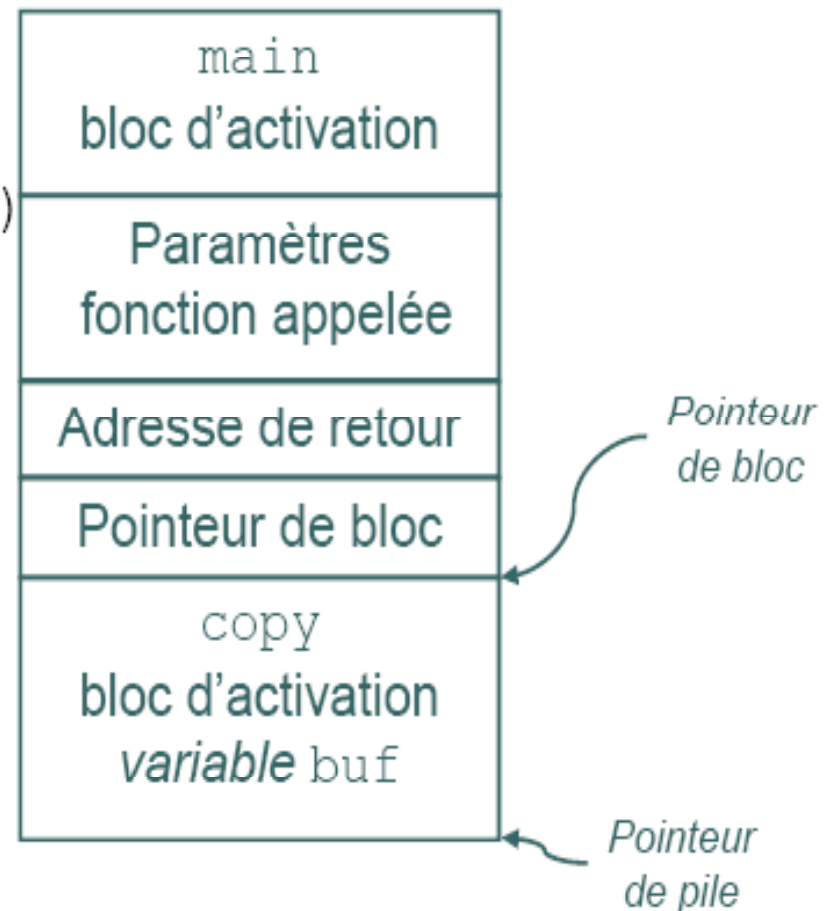 main
bloc d'activation
)
Paramètres
fonction appelée
Adresse de retour
Pointeur
de bloc
Pointeur de bloc
copy
bloc d'activation
variable buf
Pointeur
de pile